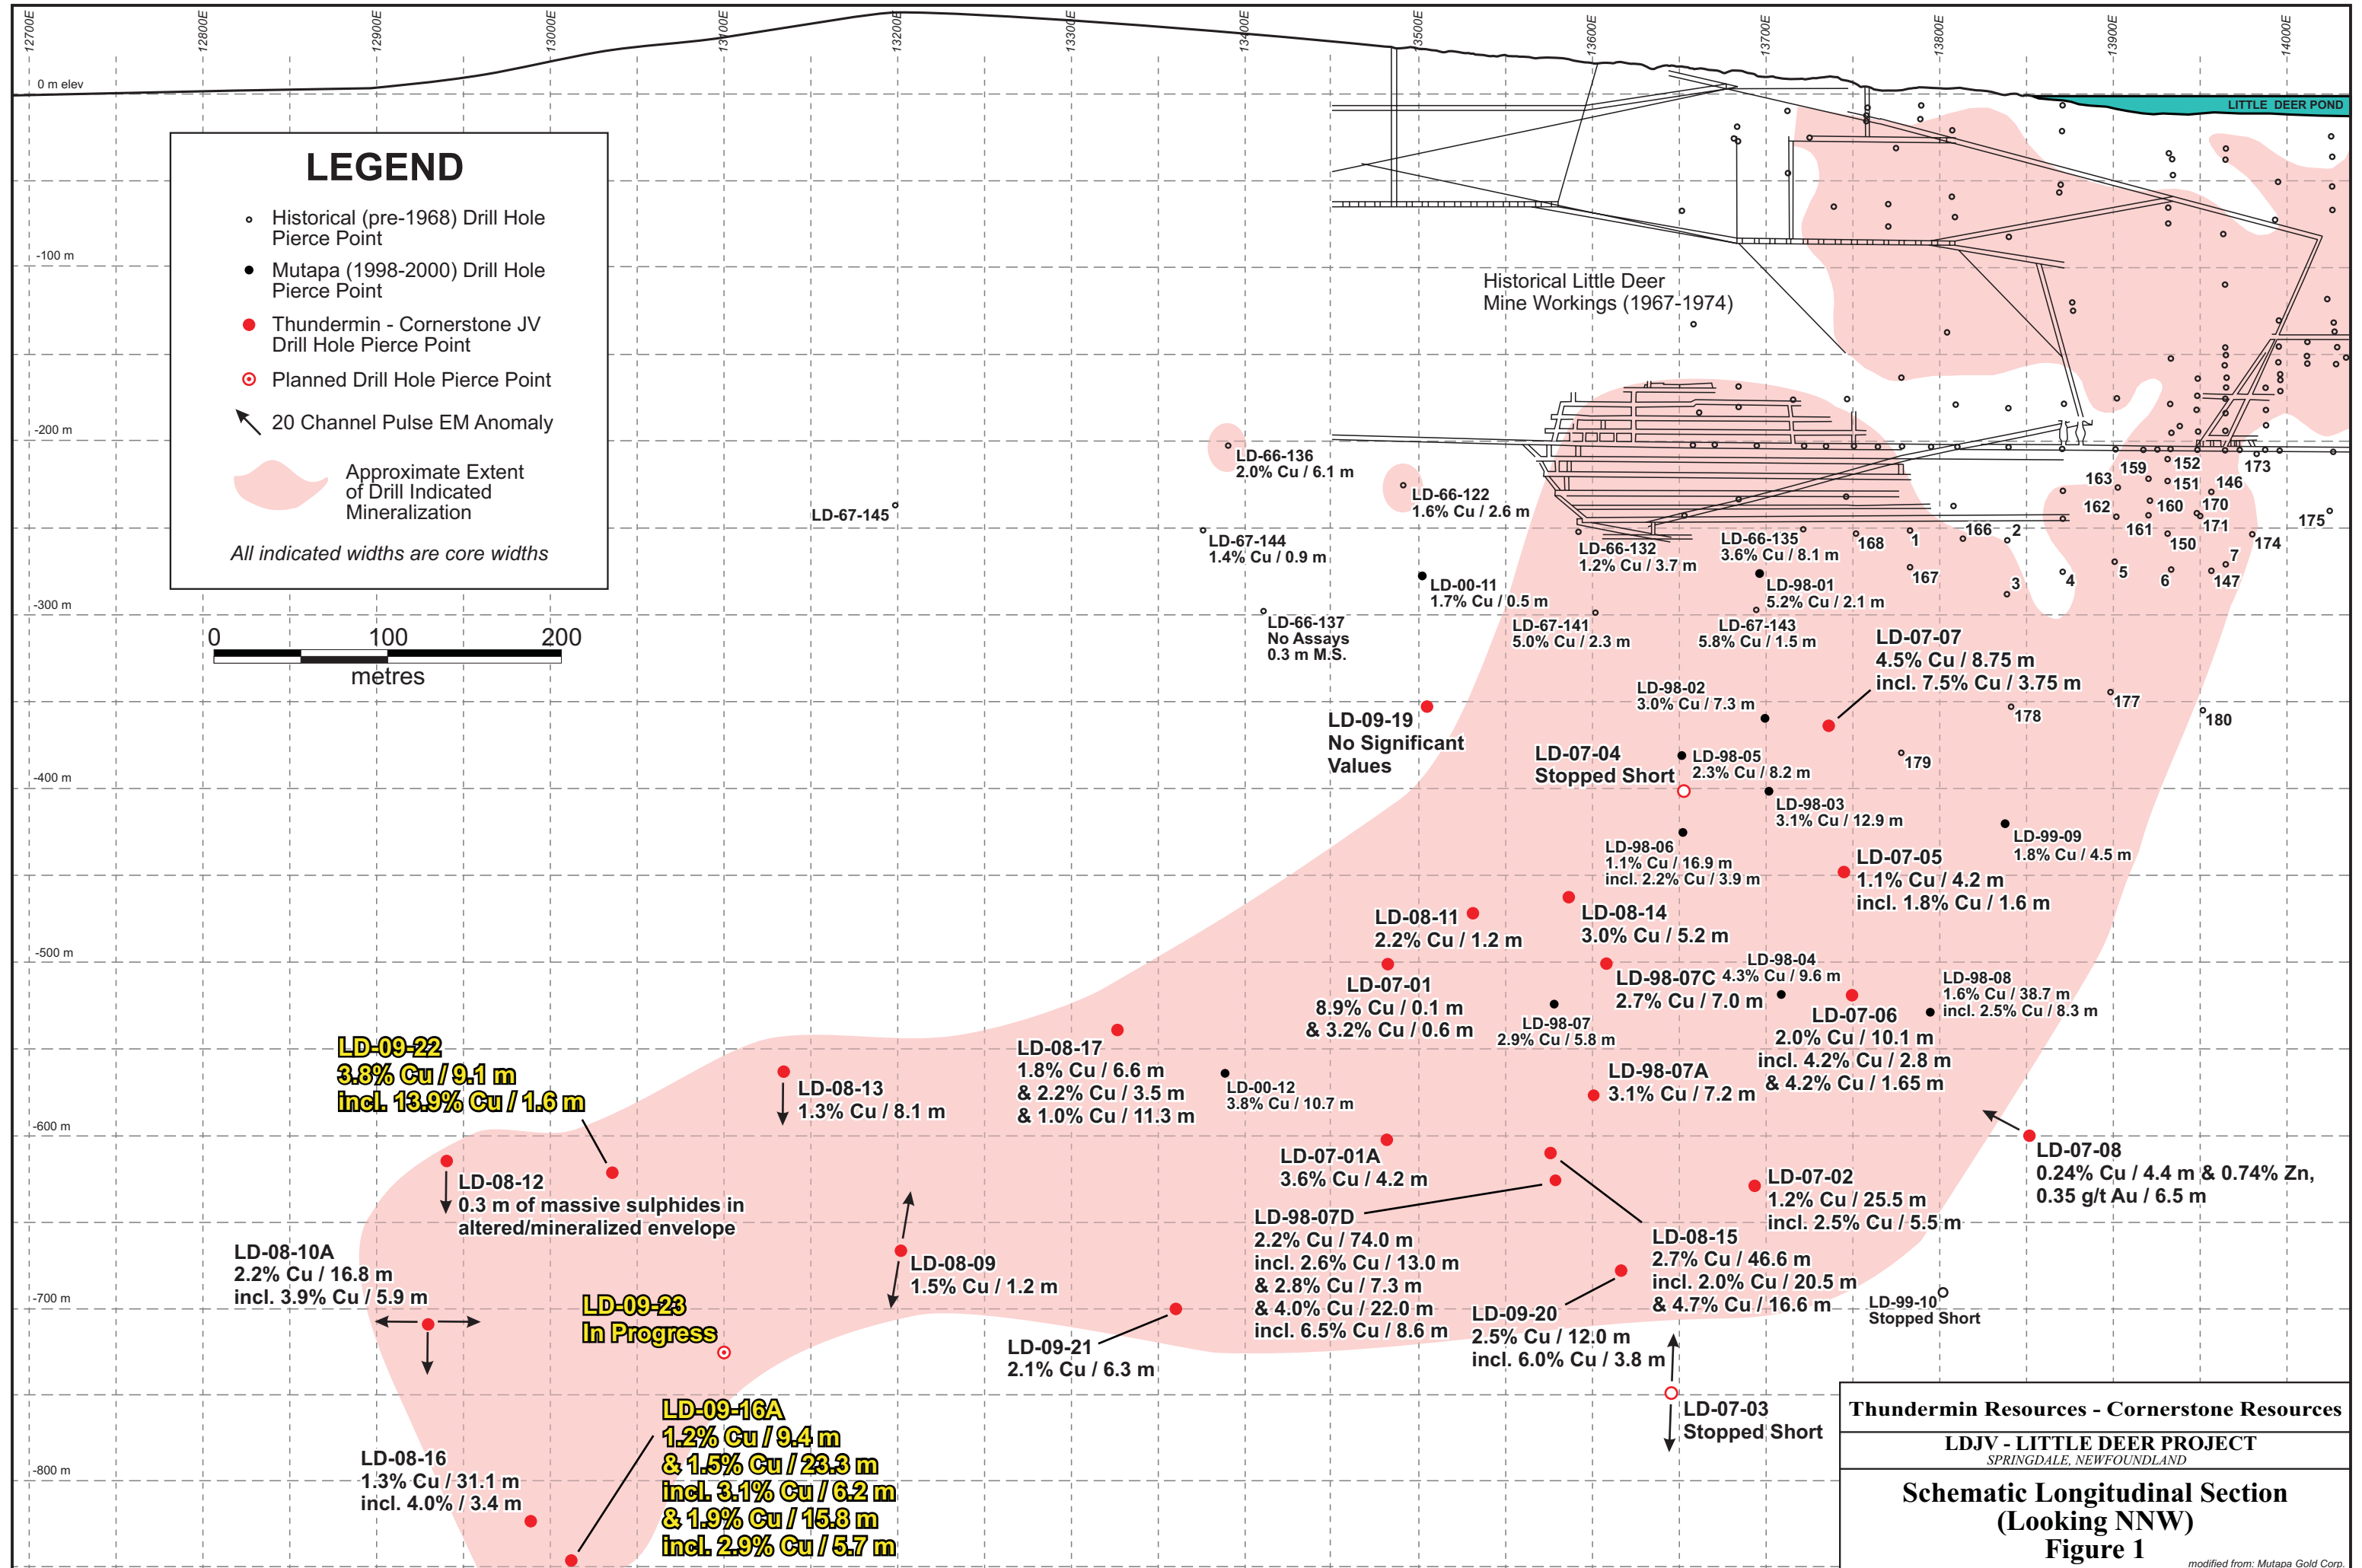 12700E
12800E
12900E
13000E
13100E
13200E
13300E
13400E
13500E
13600E
13700E
13800E
13900E
14000E
0 m elev
LITTLE DEER POND
LEGEND
Historical (pre-1968) Drill Hole
Pierce Point
Mutapa (1998-2000) Drill Hole
Pierce Point
Thundermin - Cornerstone JV
Drill Hole Pierce Point
Planned Drill Hole Pierce Point
20 Channel Pulse EM Anomaly
Approximate Extent
of Drill Indicated
Mineralization
All indicated widths are core widths
0 100 200
metres
-100 m
-200 m
-300 m
-400 m
-500 m
-600 m
-700 m
-800 m
Historical Little Deer
Mine Workings (1967-1974)
LD-66-136
2.0% Cu / 6.1 m
LD-66-122
1.6% Cu / 2.6 m
LD-67-145
LD-67-144
1.4% Cu / 0.9 m
LD-66-137
No Assays
0.3 m M.S.
LD-00-11
1.7% Cu / 0.5 m
LD-66-132
1.2% Cu / 3.7 m
LD-66-135
3.6% Cu / 8.1 m
LD-98-01
5.2% Cu / 2.1 m
LD-67-141
5.0% Cu / 2.3 m
LD-67-143
5.8% Cu / 1.5 m
159
152
173
163
151
146
162
160
170
175
161
171
166
2
168
1
150
174
7
167
4
5
6
147
3
177
178
180
179
LD-07-07
4.5% Cu / 8.75 m
incl. 7.5% Cu / 3.75 m
LD-98-02
3.0% Cu / 7.3 m
LD-09-19
No Significant
Values
LD-07-04
Stopped Short
LD-98-05
2.3% Cu / 8.2 m
LD-98-03
3.1% Cu / 12.9 m
LD-99-09
1.8% Cu / 4.5 m
LD-98-06
1.1% Cu / 16.9 m
incl. 2.2% Cu / 3.9 m
LD-07-05
1.1% Cu / 4.2 m
incl. 1.8% Cu / 1.6 m
LD-08-11
2.2% Cu / 1.2 m
LD-08-14
3.0% Cu / 5.2 m
LD-07-01
8.9% Cu / 0.1 m
& 3.2% Cu / 0.6 m
LD-98-07C
2.7% Cu / 7.0 m
LD-98-04
4.3% Cu / 9.6 m
LD-98-08
1.6% Cu / 38.7 m
incl. 2.5% Cu / 8.3 m
LD-98-07
2.9% Cu / 5.8 m
LD-07-06
2.0% Cu / 10.1 m
incl. 4.2% Cu / 2.8 m
& 4.2% Cu / 1.65 m
LD-09-22
3.8% Cu / 9.1 m
incl. 13.9% Cu / 1.6 m
LD-08-17
1.8% Cu / 6.6 m
& 2.2% Cu / 3.5 m
& 1.0% Cu / 11.3 m
LD-08-13
1.3% Cu / 8.1 m
LD-00-12
3.8% Cu / 10.7 m
LD-98-07A
3.1% Cu / 7.2 m
LD-07-01A
3.6% Cu / 4.2 m
LD-07-08
0.24% Cu / 4.4 m & 0.74% Zn,
0.35 g/t Au / 6.5 m
LD-08-12
0.3 m of massive sulphides in
altered/mineralized envelope
LD-07-02
1.2% Cu / 25.5 m
incl. 2.5% Cu / 5.5 m
LD-98-07D
2.2% Cu / 74.0 m
incl. 2.6% Cu / 13.0 m
& 2.8% Cu / 7.3 m
& 4.0% Cu / 22.0 m
incl. 6.5% Cu / 8.6 m
LD-08-15
2.7% Cu / 46.6 m
incl. 2.0% Cu / 20.5 m
& 4.7% Cu / 16.6 m
LD-08-10A
2.2% Cu / 16.8 m
incl. 3.9% Cu / 5.9 m
LD-08-09
1.5% Cu / 1.2 m
LD-09-23
In Progress
LD-99-10
Stopped Short
LD-09-20
2.5% Cu / 12.0 m
incl. 6.0% Cu / 3.8 m
LD-09-21
2.1% Cu / 6.3 m
LD-07-03
Stopped Short
LD-09-16A
1.2% Cu / 9.4 m
& 1.5% Cu / 23.3 m
incl. 3.1% Cu / 6.2 m
& 1.9% Cu / 15.8 m
incl. 2.9% Cu / 5.7 m
LD-08-16
1.3% Cu / 31.1 m
incl. 4.0% / 3.4 m
Thundermin Resources - Cornerstone Resources
LDJV - LITTLE DEER PROJECT
SPRINGDALE, NEWFOUNDLAND
Schematic Longitudinal Section
(Looking NNW)
Figure 1
modified from: Mutapa Gold Corp.